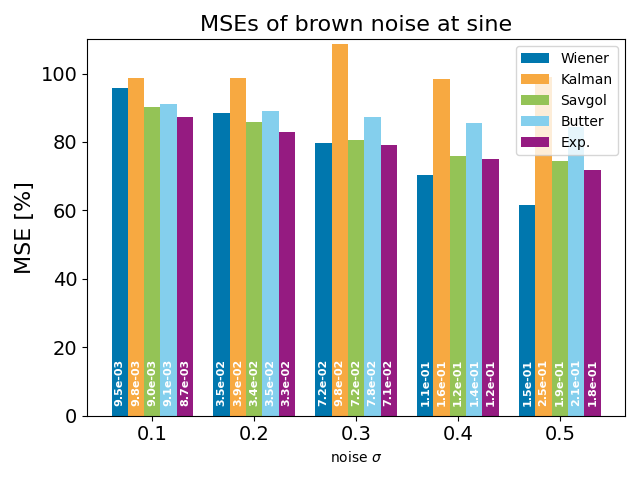 MSEs of brown noise at sine
MSE [%]
100
80
60
40
20
0
Wiener
Kalman
Savgol
Butter
Exp.
9.5e-03
9.8e-03
9.0e-03
9.1e-03
8.7e-03
3.5e-02
3.9e-02
3.4e-02
3.5e-02
3.3e-02
7.2e-02
9.8e-02
7.2e-02
7.8e-02
7.1e-02
1.1e-01
1.6e-01
1.2e-01
1.4e-01
1.2e-01
1.5e-01
2.5e-01
1.9e-01
2.1e-01
1.8e-01
0.1 0.2 0.3 0.4 0.5
noise σ